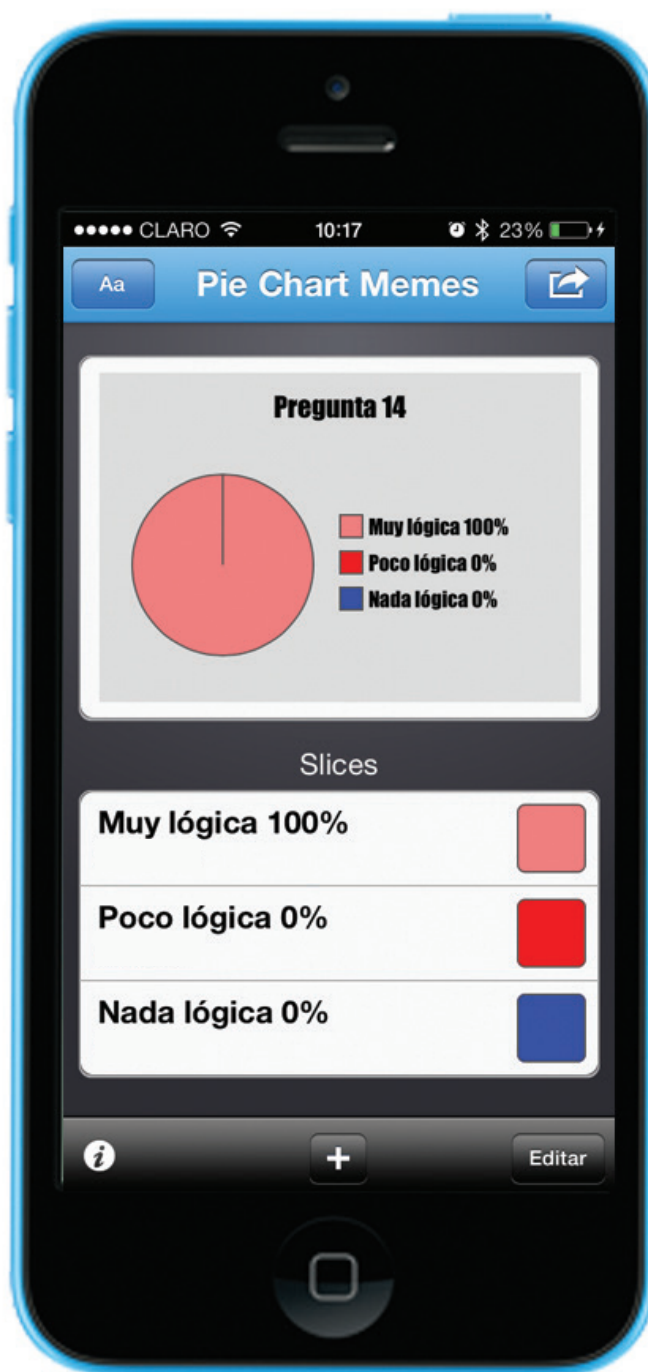 CLARO 10:17 23%
Aa Pie Chart Memes
Pregunta 14
Muy lógica 100%
Poco lógica 0%
Nada lógica 0%
Slices
Muy lógica 100%
Poco lógica 0%
Nada lógica 0%
i + Editar